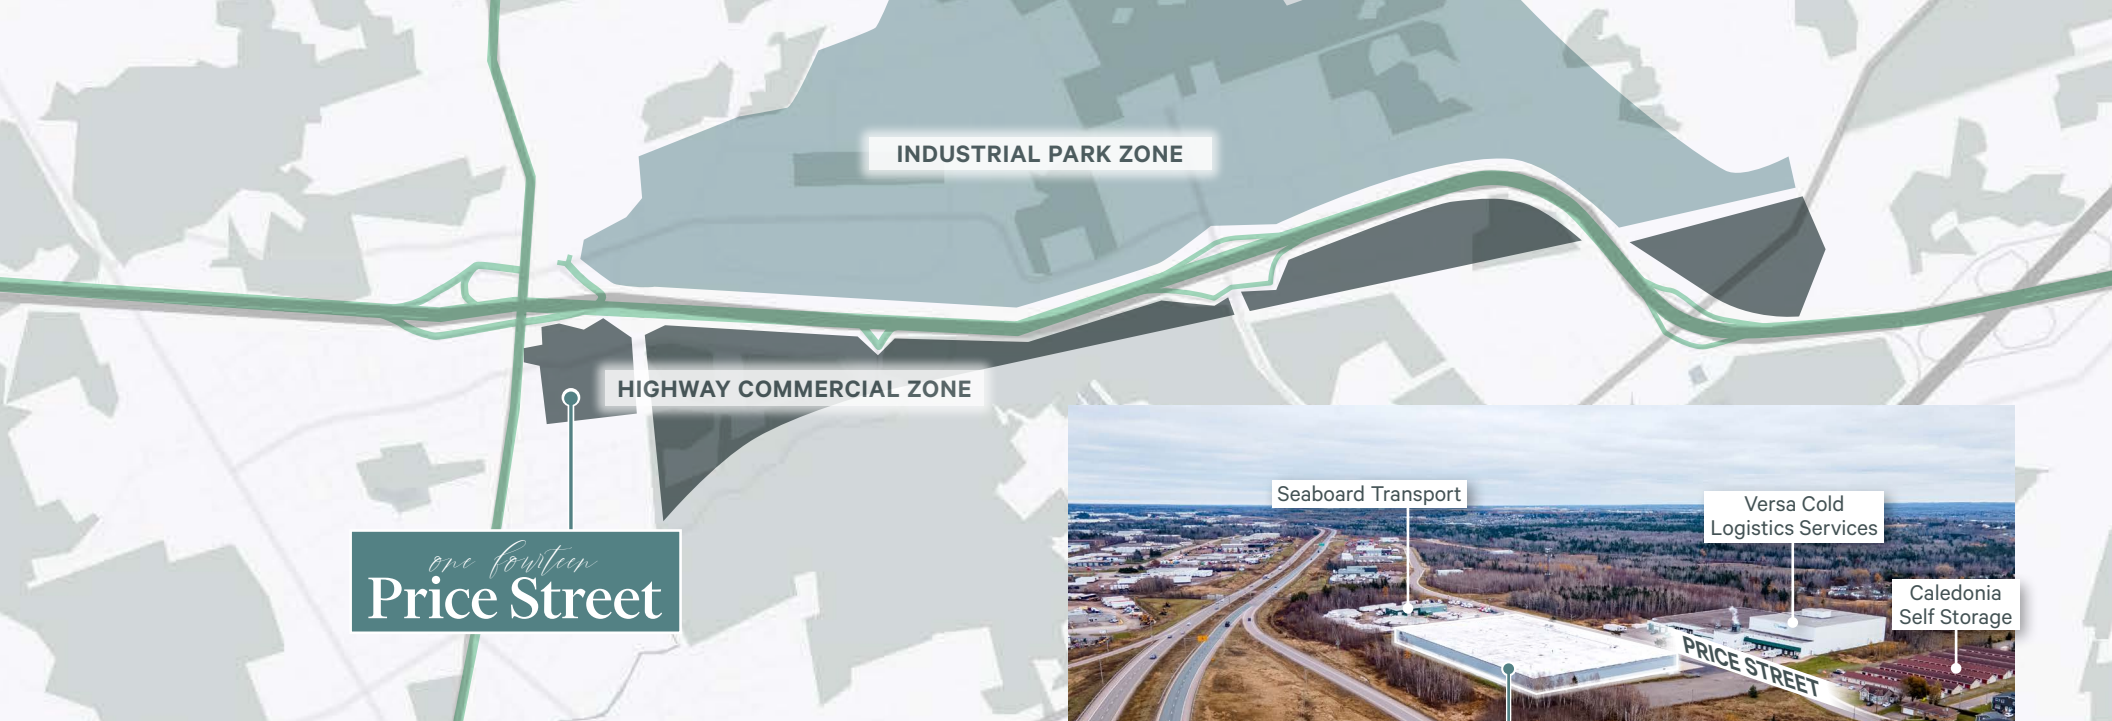 INDUSTRIAL PARK ZONE
HIGHWAY COMMERCIAL ZONE
one fourteen
Price Street
Seaboard Transport
Versa Cold
Logistics Services
Caledonia
Self Storage
PRICE STREET